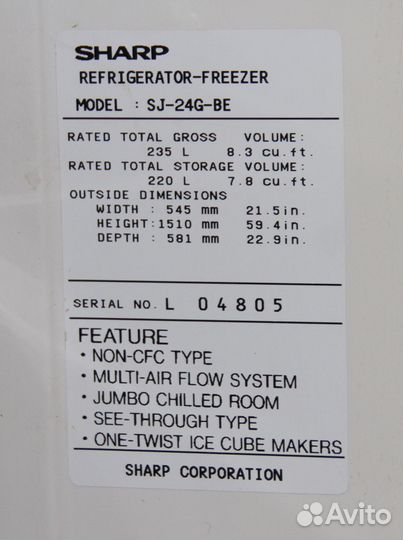 SHARP
REFRIGERATOR-FREEZER
MODEL : SJ-24G-BE
RATED TOTAL GROSS VOLUME:
235 L 8.3 cu.ft.
RATED TOTAL STORAGE VOLUME:
220 L 7.8 cu.ft.
OUTSIDE DIMENSIONS
WIDTH : 545 mm 21.5in.
HEIGHT:1510 mm 59.4in.
DEPTH : 581 mm 22.9in.
SERIAL NO. L 04805
FEATURE
• NON-CFC TYPE
• MULTI-AIR FLOW SYSTEM
• JUMBO CHILLED ROOM
• SEE-THROUGH TYPE
• ONE-TWIST ICE CUBE MAKERS
SHARP CORPORATION
Avito